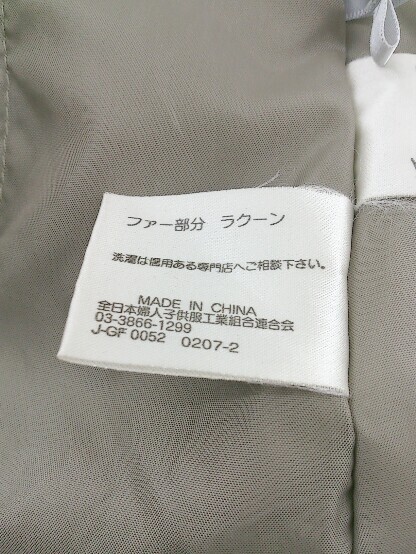 ファー部分 ラクーン
洗濯は信用ある専門店へご相談下さい。
MADE IN CHINA
全日本婦人子供服工業組合連合会
03-3866-1299
J-GF 0052 0207-2